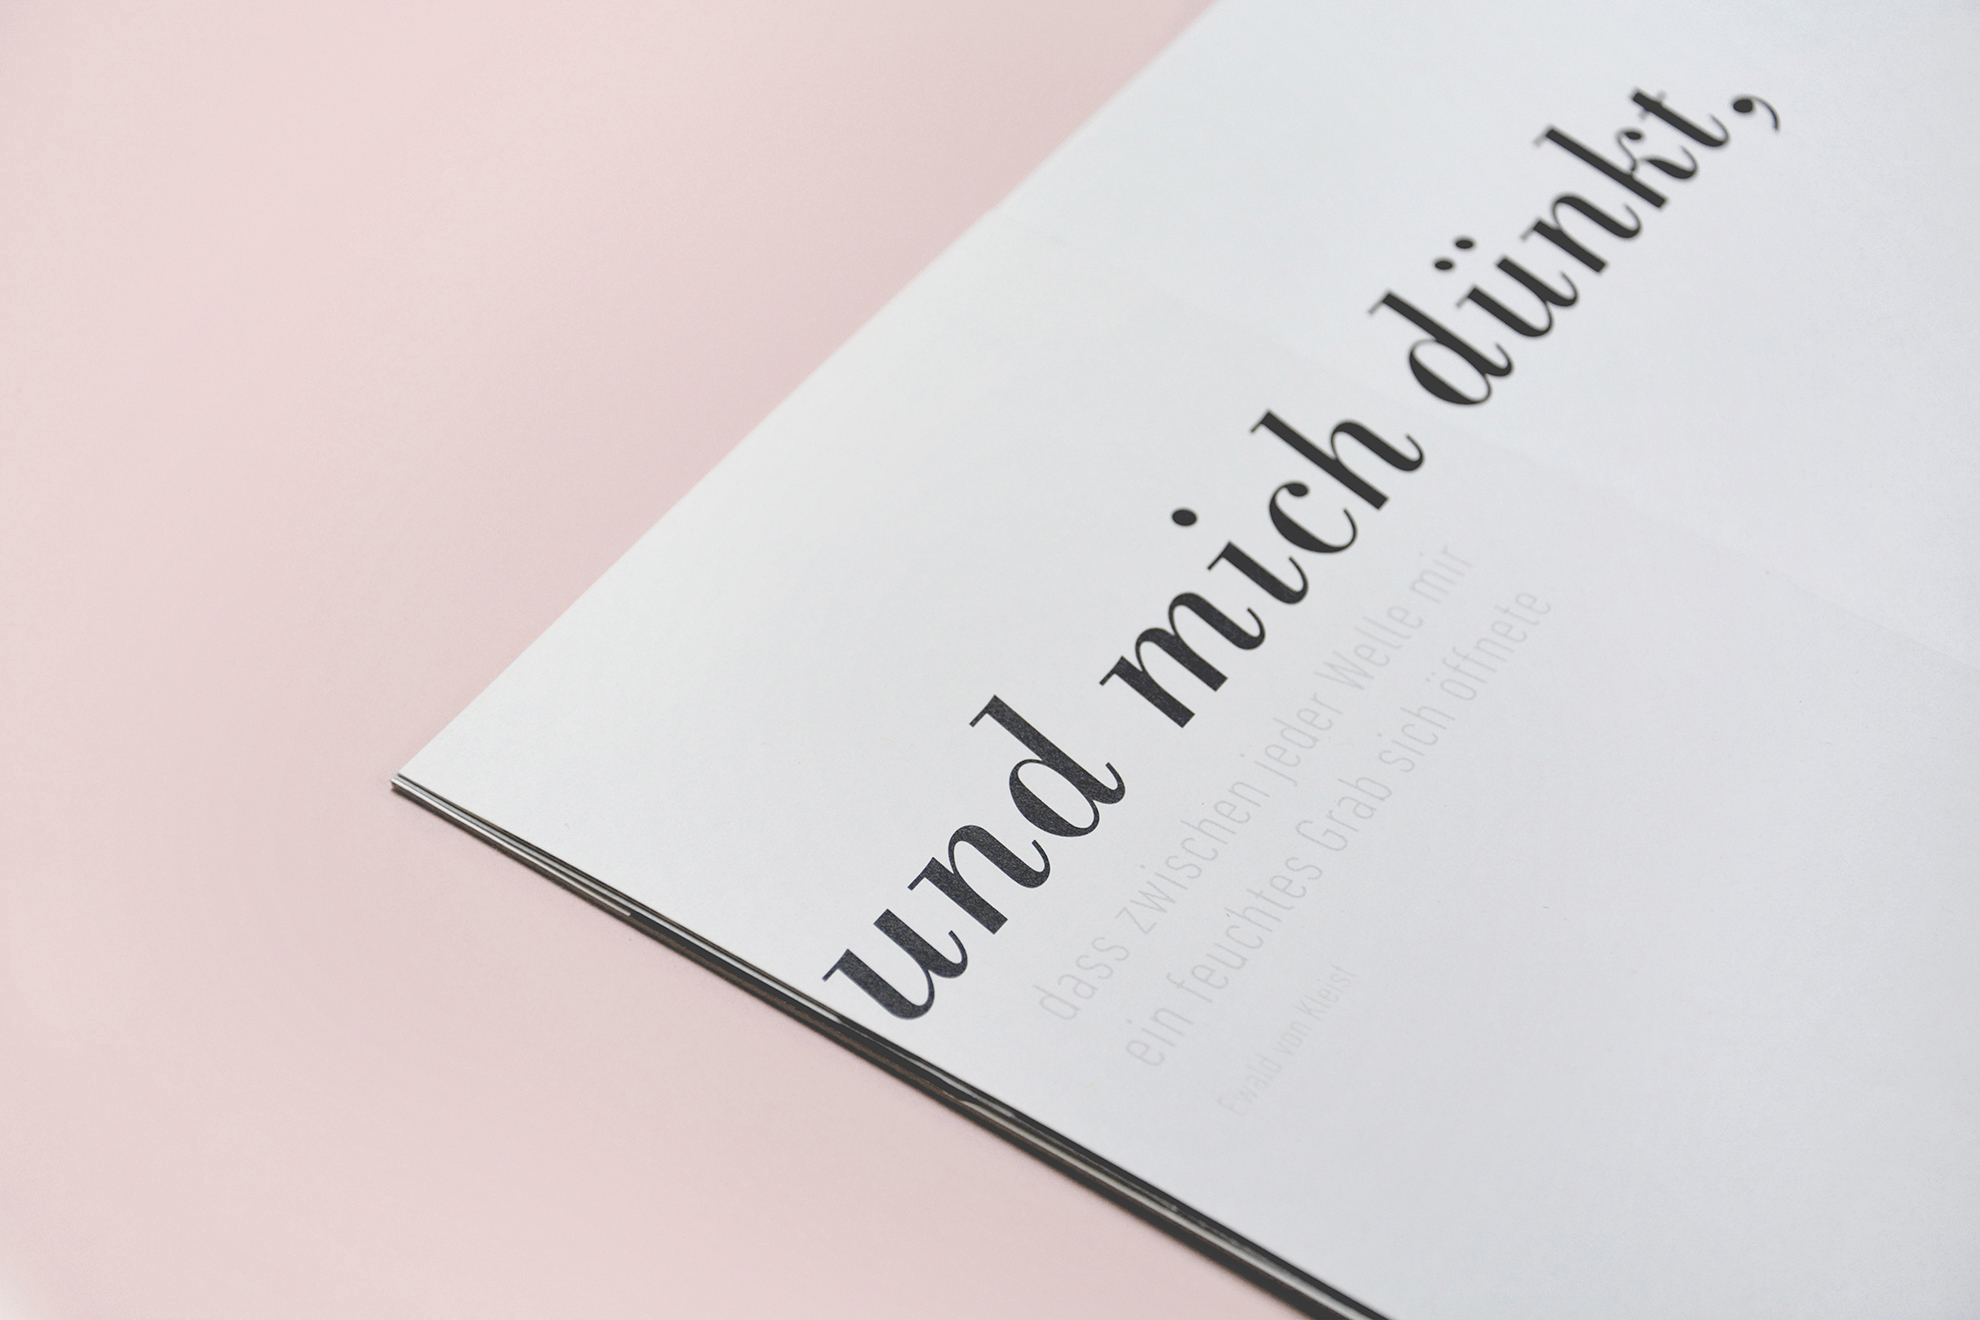 und mich dünkt,
dass zwischen jeder Welle mir
ein feuchtes Grab sich öffnete
Ewald von Kleist